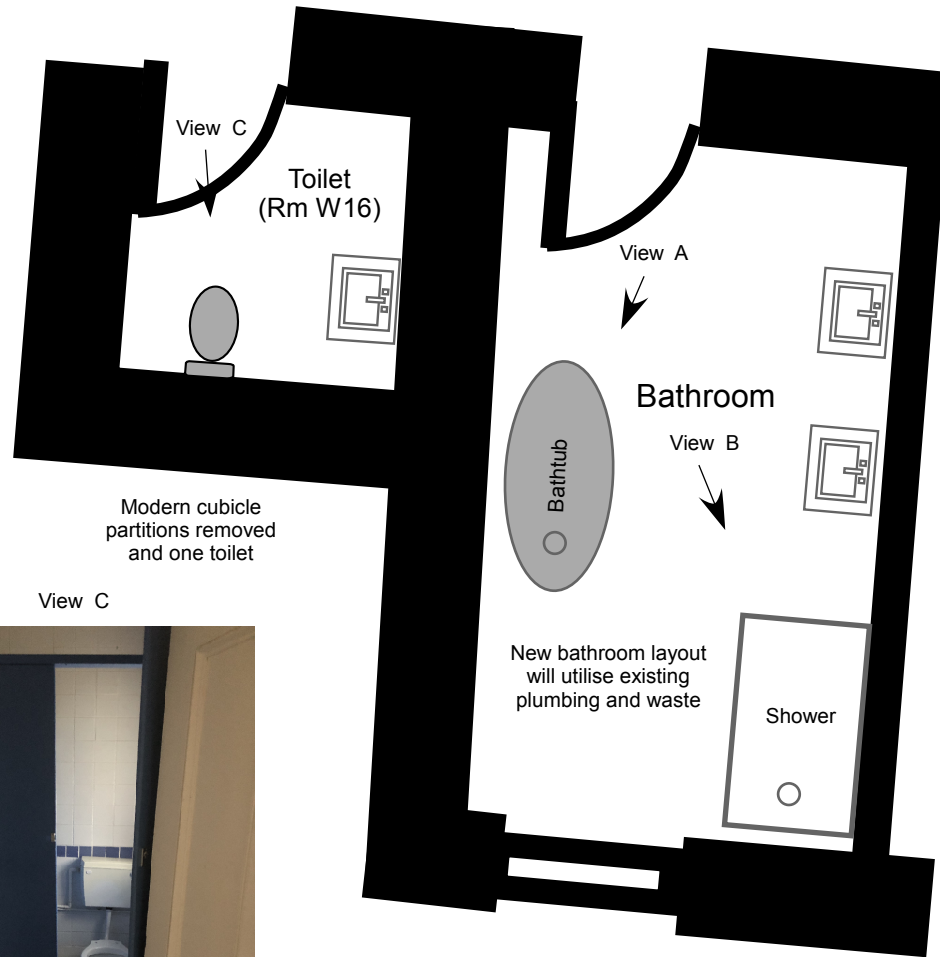 View C
Toilet
(Rm W16)
View A
Bathroom
View B
Bathtub
Modern cubicle
partitions removed
and one toilet
View C
New bathroom layout
will utilise existing
plumbing and waste
Shower